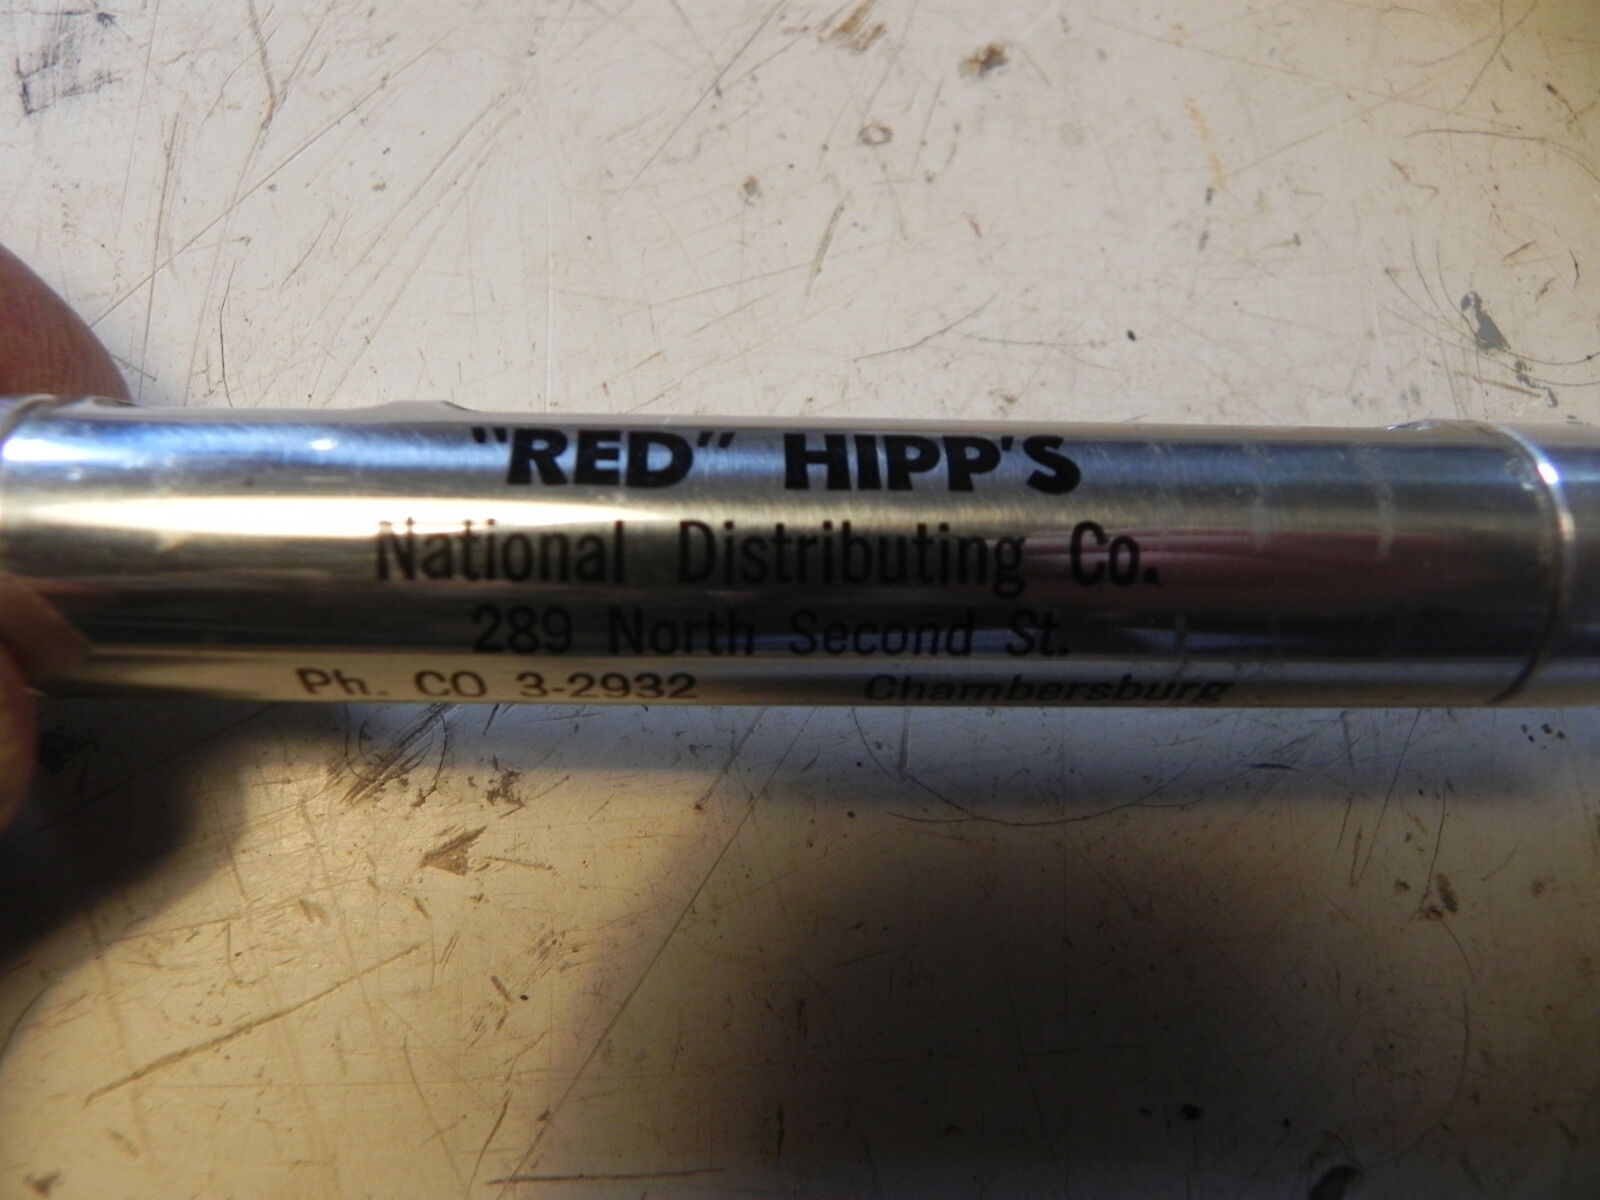 "RED" HIPP'S
National Distributing Co.
289 North Second St.
Ph. CO 3-2932 Chambersburg